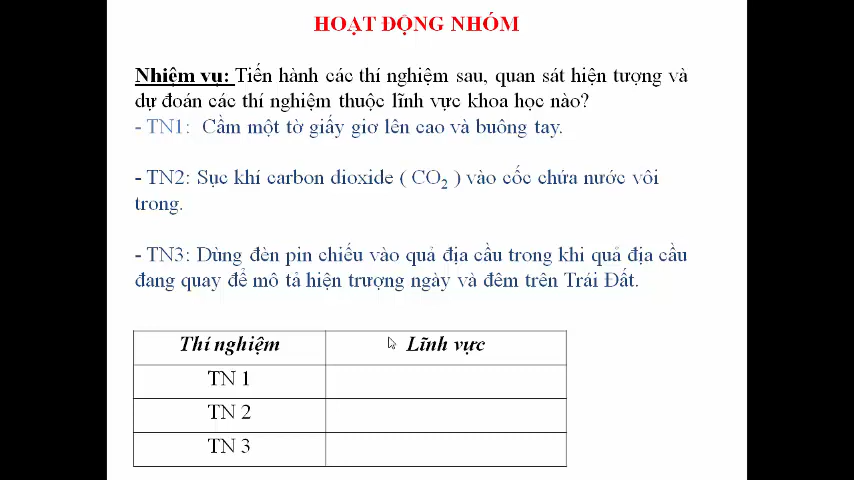 HOẠT ĐỘNG NHÓM
Nhiệm vụ: Tiến hành các thí nghiệm sau, quan sát hiện tượng và
dự đoán các thí nghiệm thuộc lĩnh vực khoa học nào?
- TN1: Cầm một tờ giấy giơ lên cao và buông tay.
- TN2: Sục khí carbon dioxide ( CO₂ ) vào cốc chứa nước vôi
trong.
- TN3: Dùng đèn pin chiếu vào quả địa cầu trong khi quả địa cầu
đang quay để mô tả hiện trượng ngày và đêm trên Trái Đất.
Thí nghiệm Lĩnh vực
TN 1
TN 2
TN 3